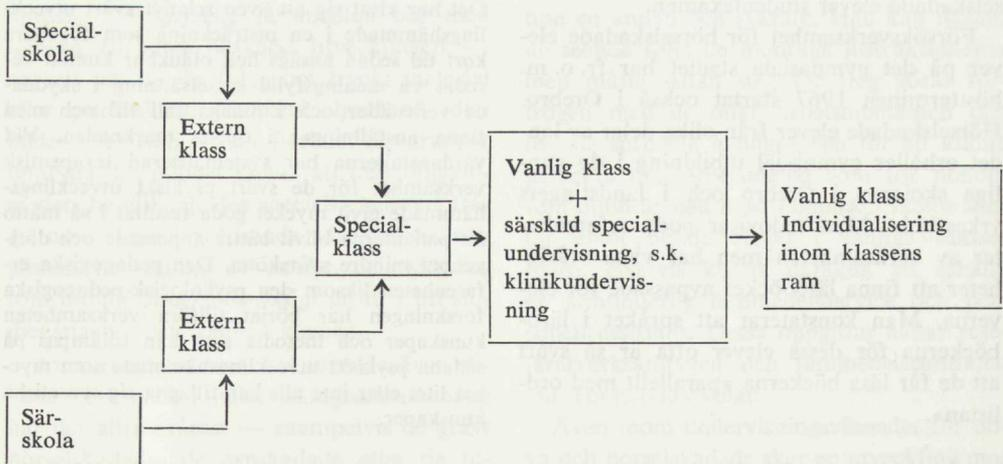 Special-
skola
Extern
klass
Special-
klass
Extern
klass
Sär-
skola
Vanlig klass
+
särskild special-
undervisning, s.k.
klinikundervis-
ning
Vanlig klass
Individualisering
inom klassens
ram